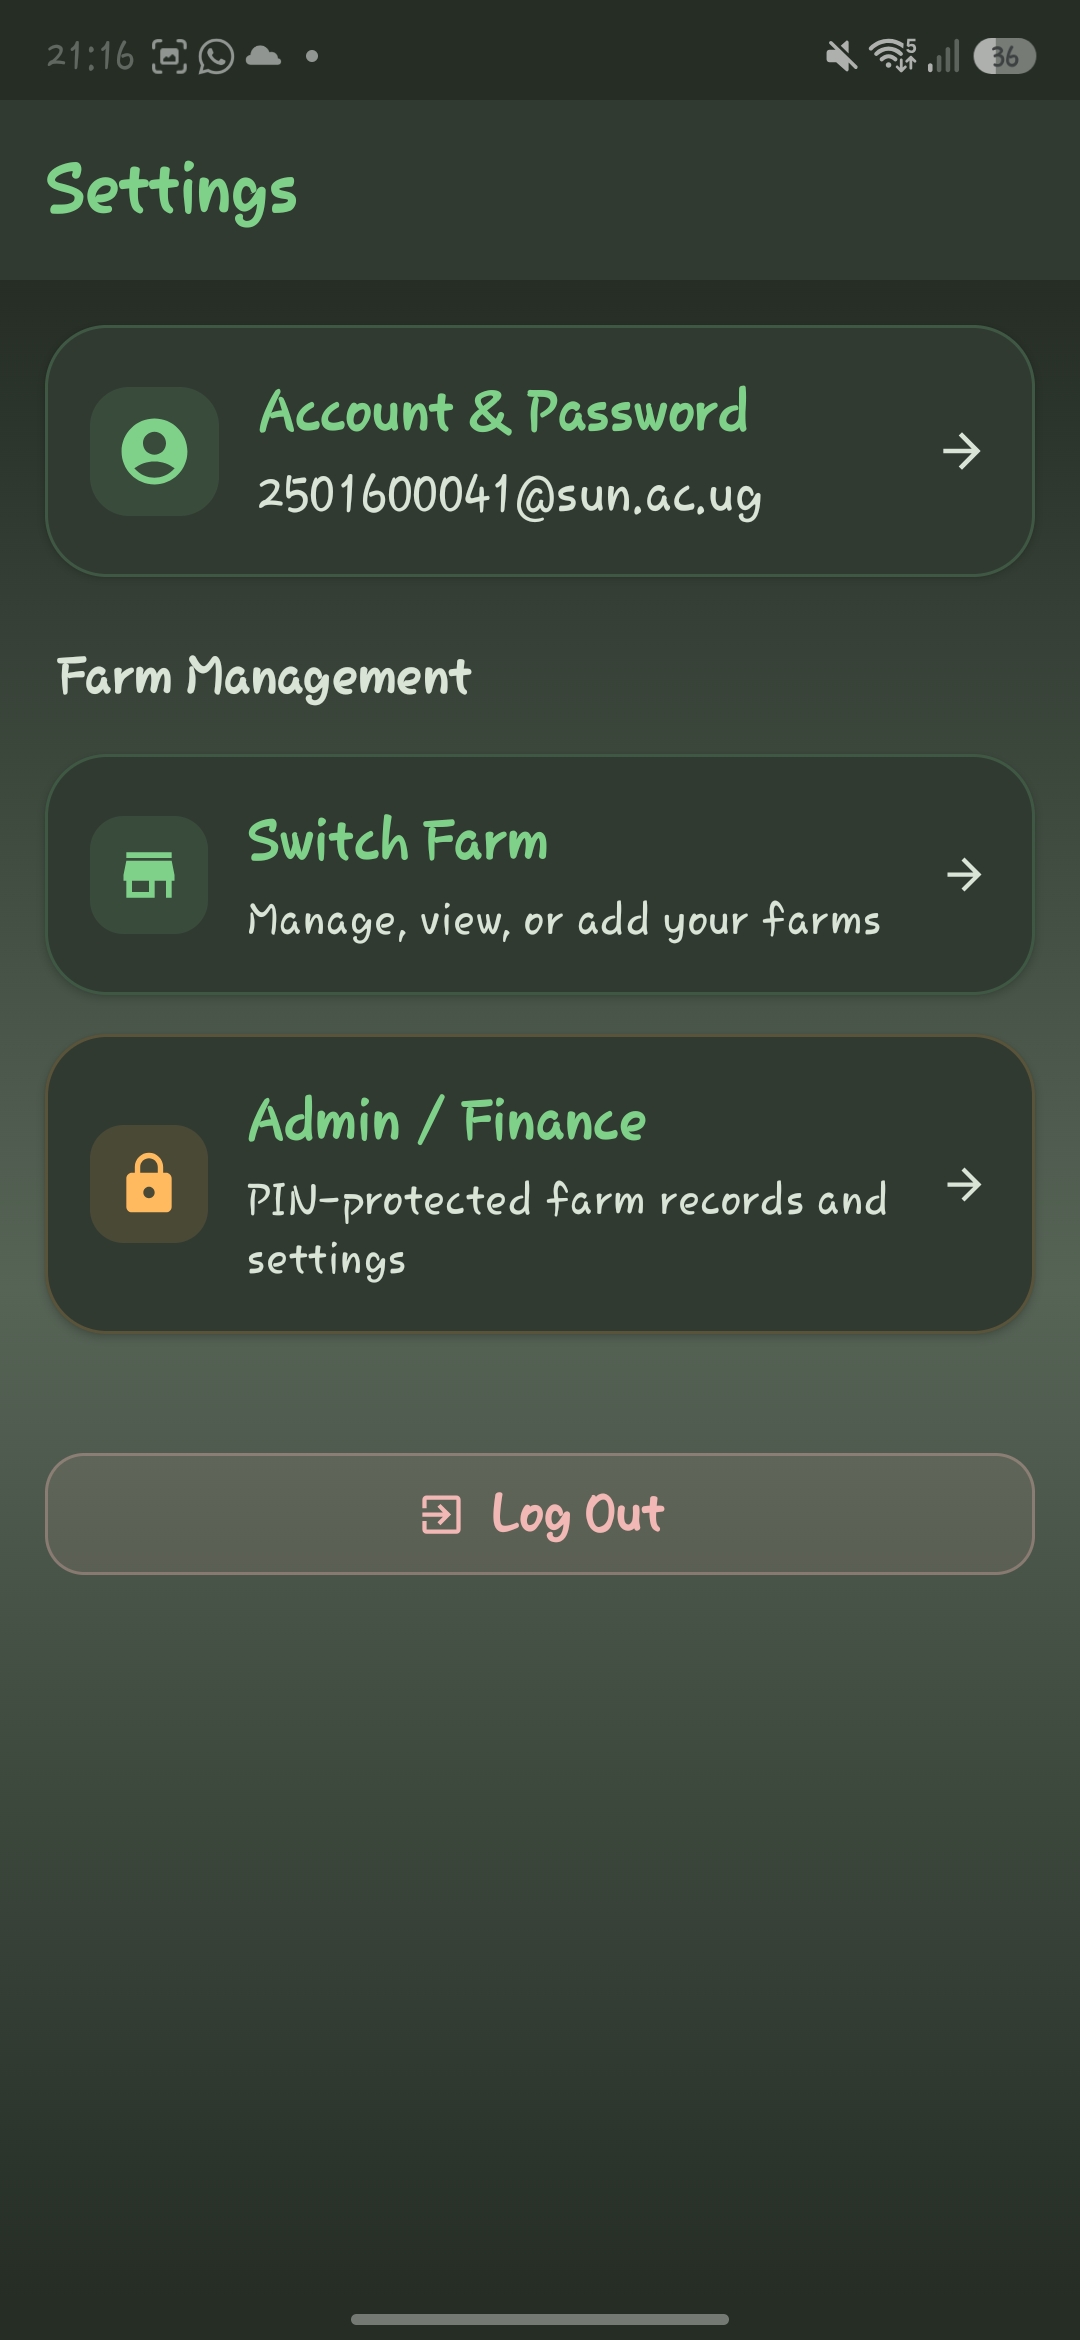 21:16
5
36
Settings
Account & Password
2501600041@sun.ac.ug
Farm Management
Switch Farm
Manage, view, or add your farms
Admin / Finance
PIN-protected farm records and
settings
Log Out